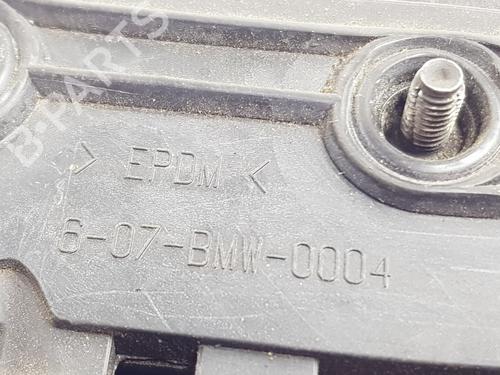 B-PARTS
> EPDM <
6-07-BMW-0004